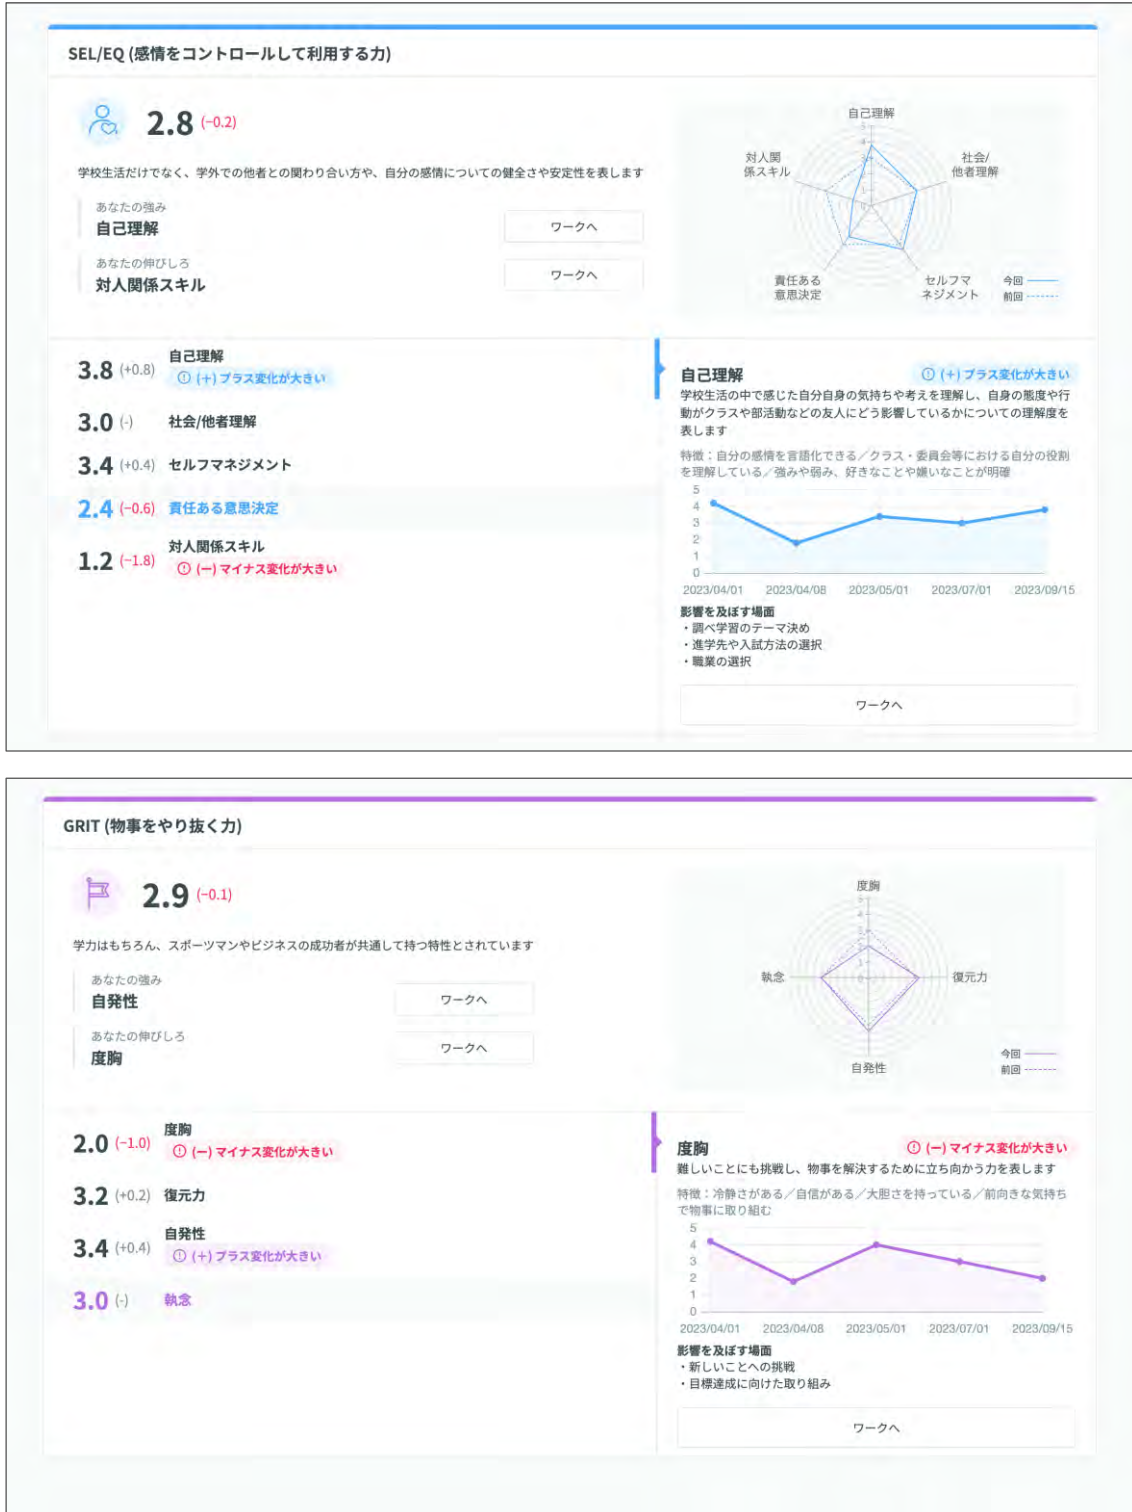 SEL/EQ (感情をコントロールして利用する力)
2.8 (−0.2)
学校生活だけでなく、学外での他者との関わり合い方や、自分の感情についての健全さや安定性を表します
あなたの強み
自己理解
ワークへ
あなたの伸びしろ
対人関係スキル
ワークへ
自己理解
5
4
3
2
1
0
対人関
係スキル
社会/
他者理解
責任ある
意思決定
セルフマ
ネジメント
今回
前回
3.8 (+0.8) 自己理解
(+) プラス変化が大きい
3.0 (-) 社会/他者理解
3.4 (+0.4) セルフマネジメント
2.4 (−0.6) 責任ある意思決定
1.2 (−1.8) 対人関係スキル
(−) マイナス変化が大きい
自己理解 (+) プラス変化が大きい
学校生活の中で感じた自分自身の気持ちや考えを理解し、自身の態度や行
動がクラスや部活動などの友人にどう影響しているかについての理解度を
表します
特徴：自分の感情を言語化できる／クラス・委員会等における自分の役割
を理解している／強みや弱み、好きなことや嫌いなことが明確
5
4
3
2
1
0
2023/04/01 2023/04/08 2023/05/01 2023/07/01 2023/09/15
影響を及ぼす場面
・調べ学習のテーマ決め
・進学先や入試方法の選択
・職業の選択
ワークへ
GRIT (物事をやり抜く力)
2.9 (−0.1)
学力はもちろん、スポーツマンやビジネスの成功者が共通して持つ特性とされています
あなたの強み
自発性
ワークへ
あなたの伸びしろ
度胸
ワークへ
度胸
5
4
3
2
1
0
執念
復元力
自発性
今回
前回
2.0 (−1.0) 度胸
(−) マイナス変化が大きい
3.2 (+0.2) 復元力
3.4 (+0.4) 自発性
(+) プラス変化が大きい
3.0 (-) 執念
度胸 (−) マイナス変化が大きい
難しいことにも挑戦し、物事を解決するために立ち向かう力を表します
特徴：冷静さがある／自信がある／大胆さを持っている／前向きな気持ち
で物事に取り組む
5
4
3
2
1
0
2023/04/01 2023/04/08 2023/05/01 2023/07/01 2023/09/15
影響を及ぼす場面
・新しいことへの挑戦
・目標達成に向けた取り組み
ワークへ